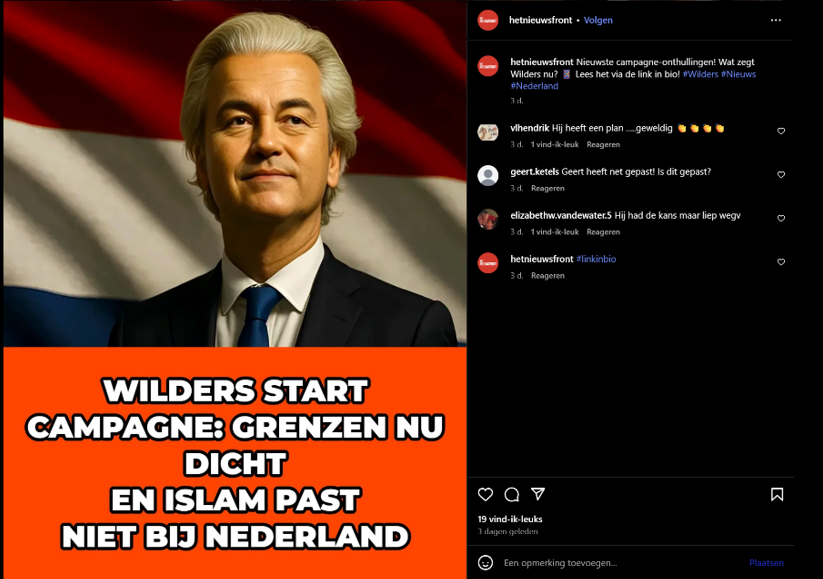 hetnieuwsfront • Volgen
hetnieuwsfront Nieuwste campagne-onthullingen! Wat zegt
Wilders nu? Lees het via de link in bio! #Wilders #Nieuws
#Nederland
3 d.
vlhendrik Hij heeft een plan .....geweldig 👏 👏 👏 👏
3 d. 1 vind-ik-leuk Reageren
geert.ketels Geert heeft net gepast! Is dit gepast?
3 d. Reageren
elizabethw.vandewater.5 Hij had de kans maar liep wegv
3 d. 1 vind-ik-leuk Reageren
hetnieuwsfront #linkinbio
3 d. Reageren
19 vind-ik-leuks
3 dagen geleden
Een opmerking toevoegen... Plaatsen
WILDERS START
CAMPAGNE: GRENZEN NU
DICHT
EN ISLAM PAST
NIET BIJ NEDERLAND